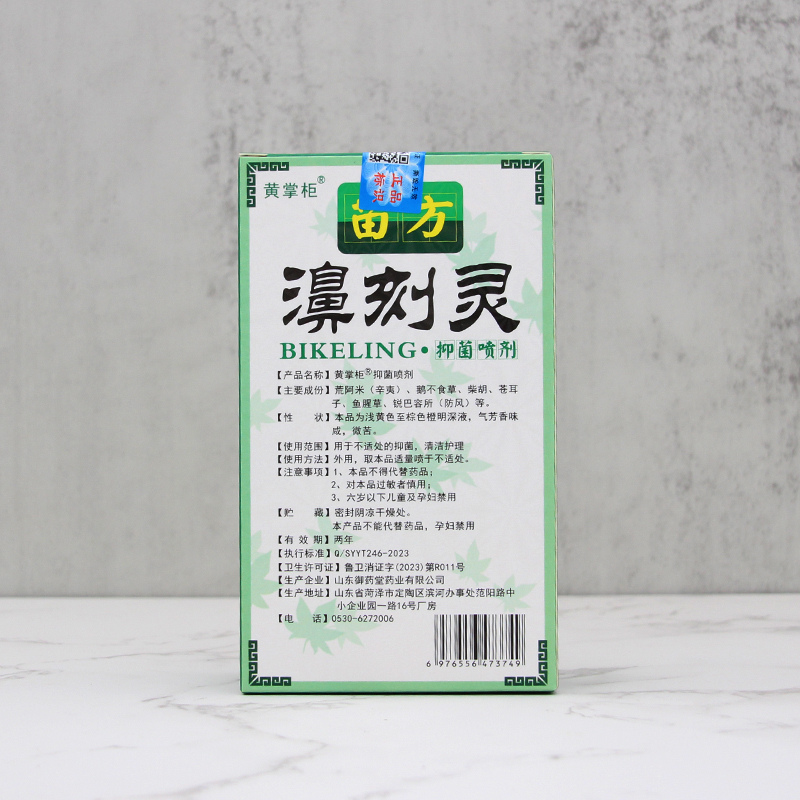 黄掌柜®
正品
苗方
濞刻灵
BIKELING·抑菌喷剂
【产品名称】黄掌柜®抑菌喷剂
【主要成份】荒阿米（辛夷）、鹅不食草、柴胡、苍耳
子、鱼腥草、锐巴容所（防风）等。
【性 状】本品为浅黄色至棕色橙明深液，气芳香味
咸，微苦。
【使用范围】用于不适处的抑菌，清洁护理
【使用方法】外用，取本品适量喷于不适处。
【注意事项】1、本品不得代替药品；
2、对本品过敏者慎用；
3、六岁以下儿童及孕妇禁用
【贮 藏】密封阴凉干燥处。
本产品不能代替药品，孕妇禁用
【有 效 期】两年
【执行标准】Q/SYYT246-2023
【卫生许可证】鲁卫消证字(2023)第R011号
【生产企业】山东御药堂药业有限公司
【生产地址】山东省菏泽市定陶区滨河办事处范阳路中
小企业园一路16号厂房
【电 话】0530-6272006
6 976556 473749